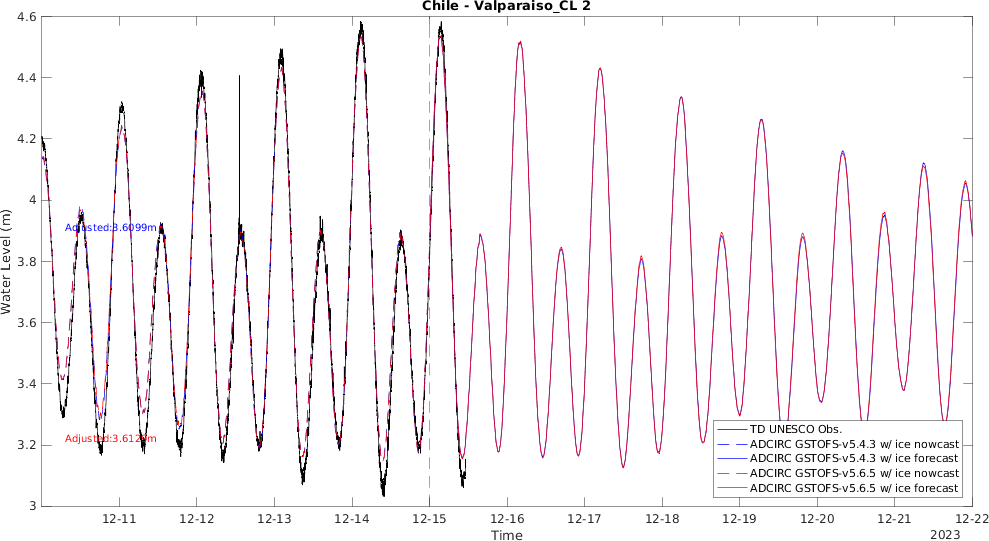 Chile - Valparaiso_CL 2
4.6
4.4
4.2
4
3.8
3.6
3.4
3.2
3
Water Level (m)
Adjusted:3.6099m
TD UNESCO Obs.
ADCIRC GSTOFS-v5.4.3 w/ ice nowcast
ADCIRC GSTOFS-v5.4.3 w/ ice forecast
ADCIRC GSTOFS-v5.6.5 w/ ice nowcast
ADCIRC GSTOFS-v5.6.5 w/ ice forecast
12-11 12-12 12-13 12-14 12-15 12-16 12-17 12-18 12-19 12-20 12-21 12-22
Time
2023